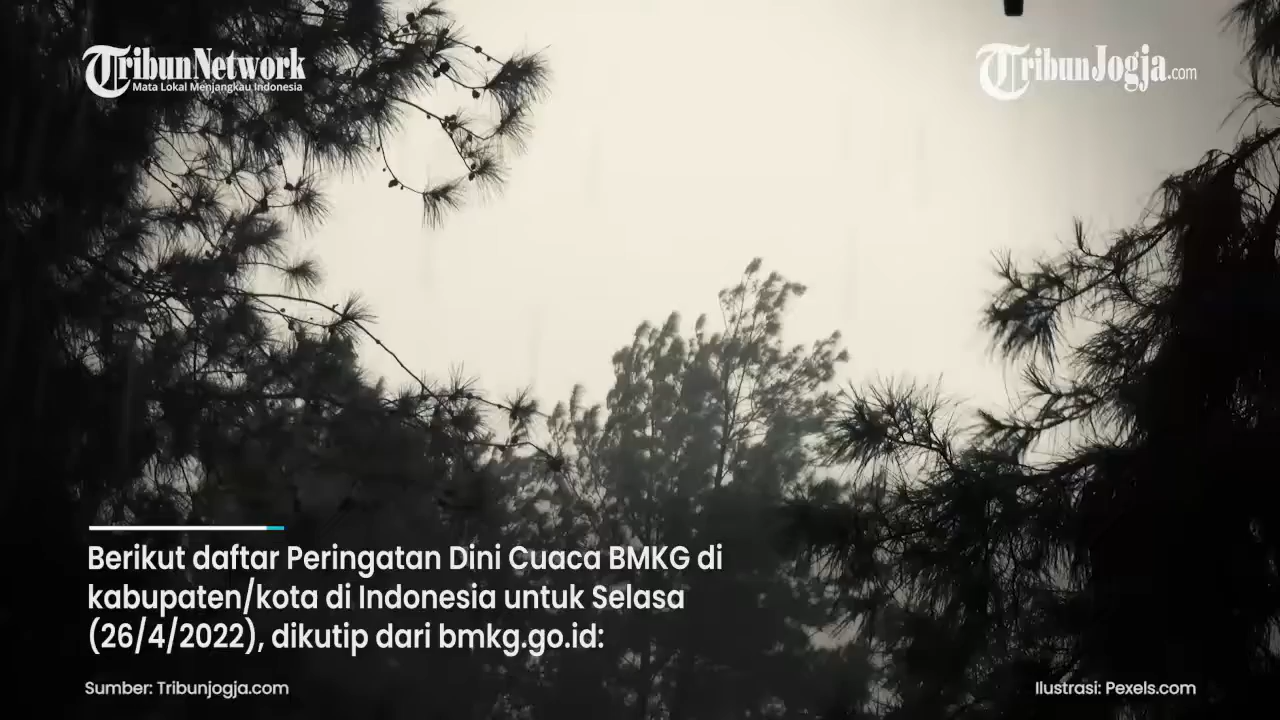 TribunNetwork
Mata Lokal Menjangkau Indonesia
TribunJogja.com
Berikut daftar Peringatan Dini Cuaca BMKG di
kabupaten/kota di Indonesia untuk Selasa
(26/4/2022), dikutip dari bmkg.go.id:
Sumber: Tribunjogja.com
Ilustrasi: Pexels.com